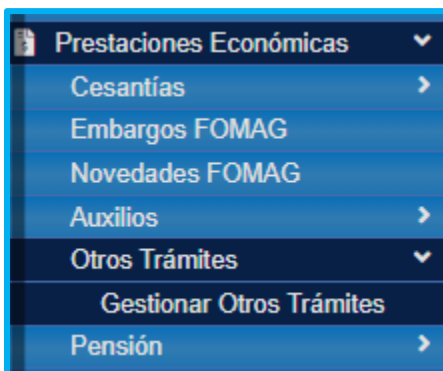 Prestaciones Económicas
Cesantías
Embargos FOMAG
Novedades FOMAG
Auxilios
Otros Trámites
Gestionar Otros Trámites
Pensión